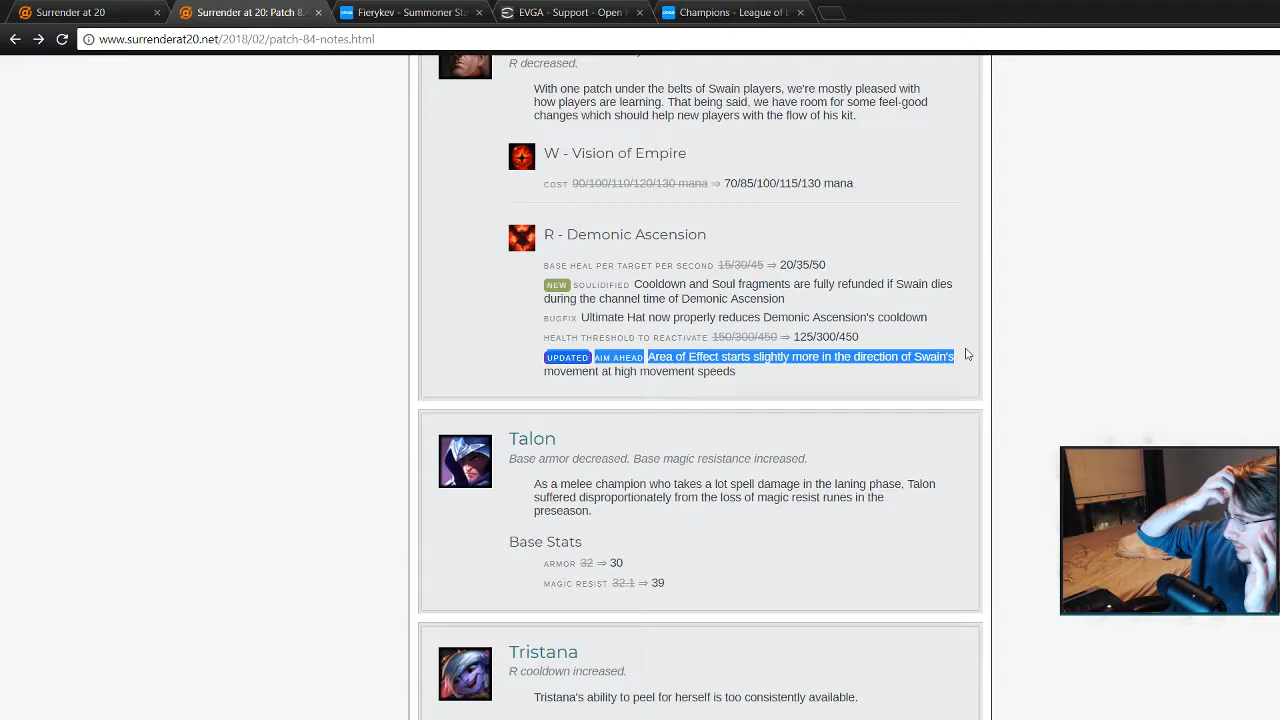 Surrender at 20
Surrender at 20: Patch 8.
Fierykev - Summoner Sta
EVGA - Support - Open
Champions - League of L
www.surrenderat20.net/2018/02/patch-84-notes.html
R decreased.
With one patch under the belts of Swain players, we're mostly pleased with
how players are learning. That being said, we have room for some feel-good
changes which should help new players with the flow of his kit.
W - Vision of Empire
COST 90/100/110/120/130 mana ⇒ 70/85/100/115/130 mana
R - Demonic Ascension
BASE HEAL PER TARGET PER SECOND 15/30/45 ⇒ 20/35/50
NEW SOULIDIFIED Cooldown and Soul fragments are fully refunded if Swain dies
during the channel time of Demonic Ascension
BUGFIX Ultimate Hat now properly reduces Demonic Ascension's cooldown
HEALTH THRESHOLD TO REACTIVATE 150/300/450 ⇒ 125/300/450
UPDATED AIM AHEAD Area of Effect starts slightly more in the direction of Swain's
movement at high movement speeds
Talon
Base armor decreased. Base magic resistance increased.
As a melee champion who takes a lot spell damage in the laning phase, Talon
suffered disproportionately from the loss of magic resist runes in the
preseason.
Base Stats
ARMOR 32 ⇒ 30
MAGIC RESIST 32.1 ⇒ 39
Tristana
R cooldown increased.
Tristana's ability to peel for herself is too consistently available.